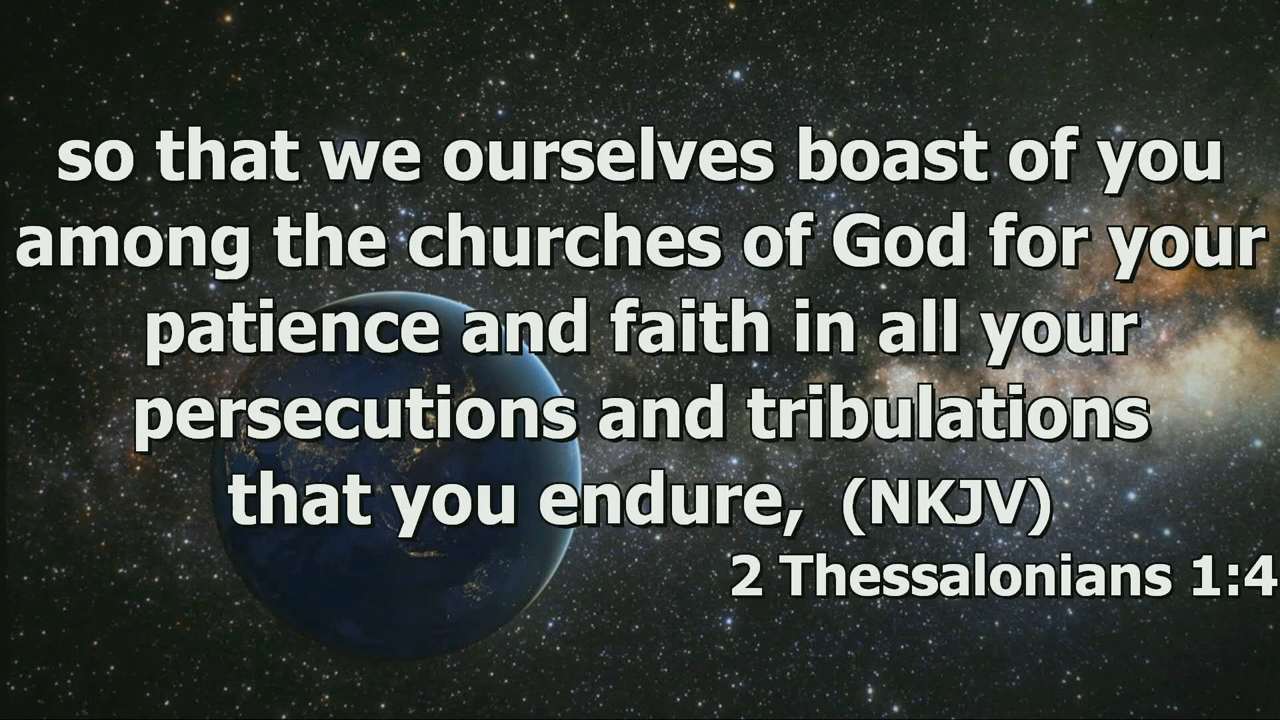 so that we ourselves boast of you
among the churches of God for your
patience and faith in all your
persecutions and tribulations
that you endure, (NKJV)
2 Thessalonians 1:4